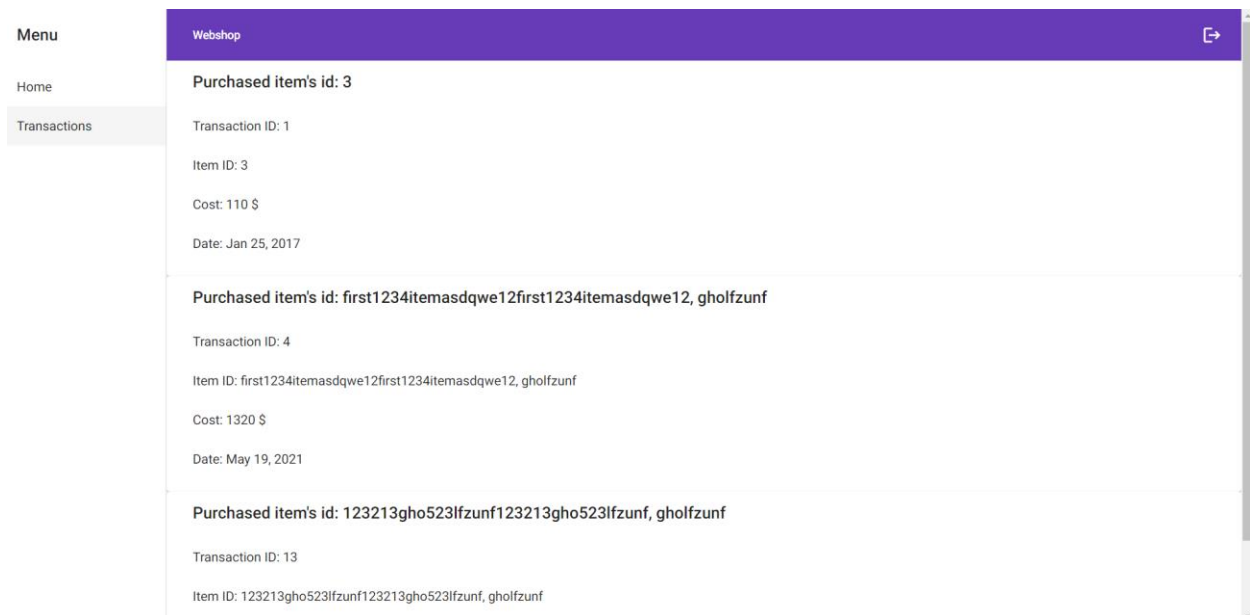 Menu
Home
Transactions
Webshop
Purchased item's id: 3
Transaction ID: 1
Item ID: 3
Cost: 110 $
Date: Jan 25, 2017
Purchased item's id: first1234itemasdqwe12first1234itemasdqwe12, gholfzunf
Transaction ID: 4
Item ID: first1234itemasdqwe12first1234itemasdqwe12, gholfzunf
Cost: 1320 $
Date: May 19, 2021
Purchased item's id: 123213gho523lfzunf123213gho523lfzunf, gholfzunf
Transaction ID: 13
Item ID: 123213gho523lfzunf123213gho523lfzunf, gholfzunf